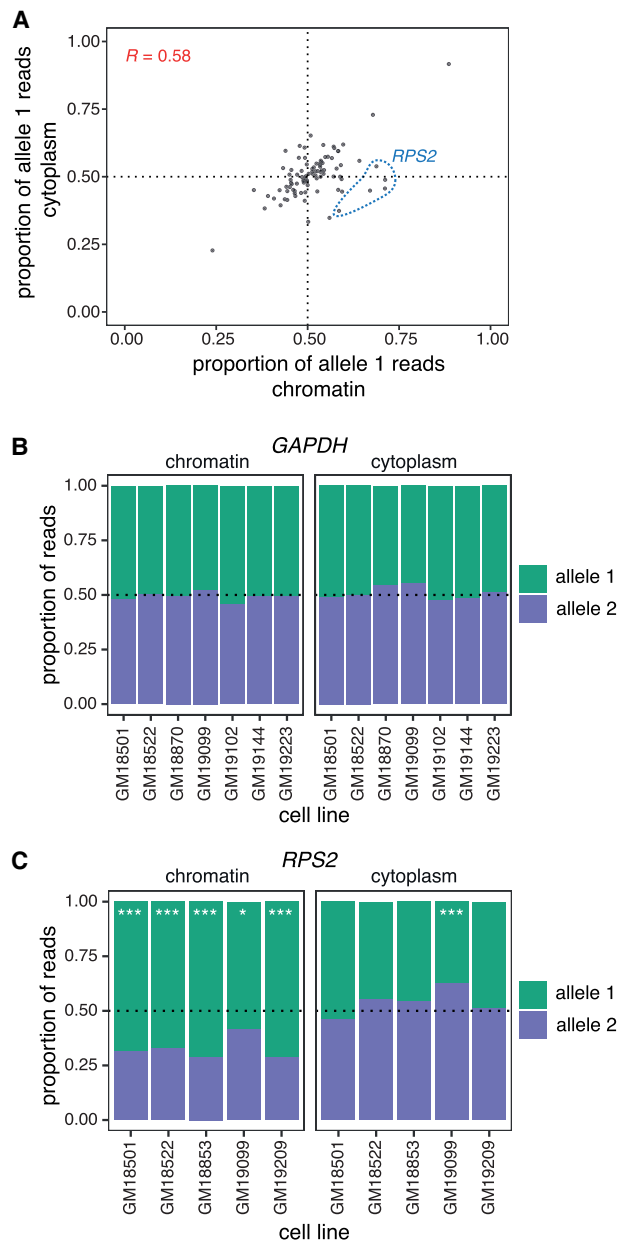 A
R = 0.58
RPS2
1.00
0.75
0.50
0.25
0.00
proportion of allele 1 reads
cytoplasm
0.00 0.25 0.50 0.75 1.00
proportion of allele 1 reads
chromatin
B
GAPDH
chromatin cytoplasm
1.00
0.75
0.50
0.25
0.00
proportion of reads
allele 1
allele 2
GM18501 GM18522 GM18870 GM19099 GM19102 GM19144 GM19223
GM18501 GM18522 GM18870 GM19099 GM19102 GM19144 GM19223
cell line
C
RPS2
chromatin cytoplasm
*** *** *** * *** ***
1.00
0.75
0.50
0.25
0.00
proportion of reads
allele 1
allele 2
GM18501 GM18522 GM18853 GM19099 GM19209
GM18501 GM18522 GM18853 GM19099 GM19209
cell line